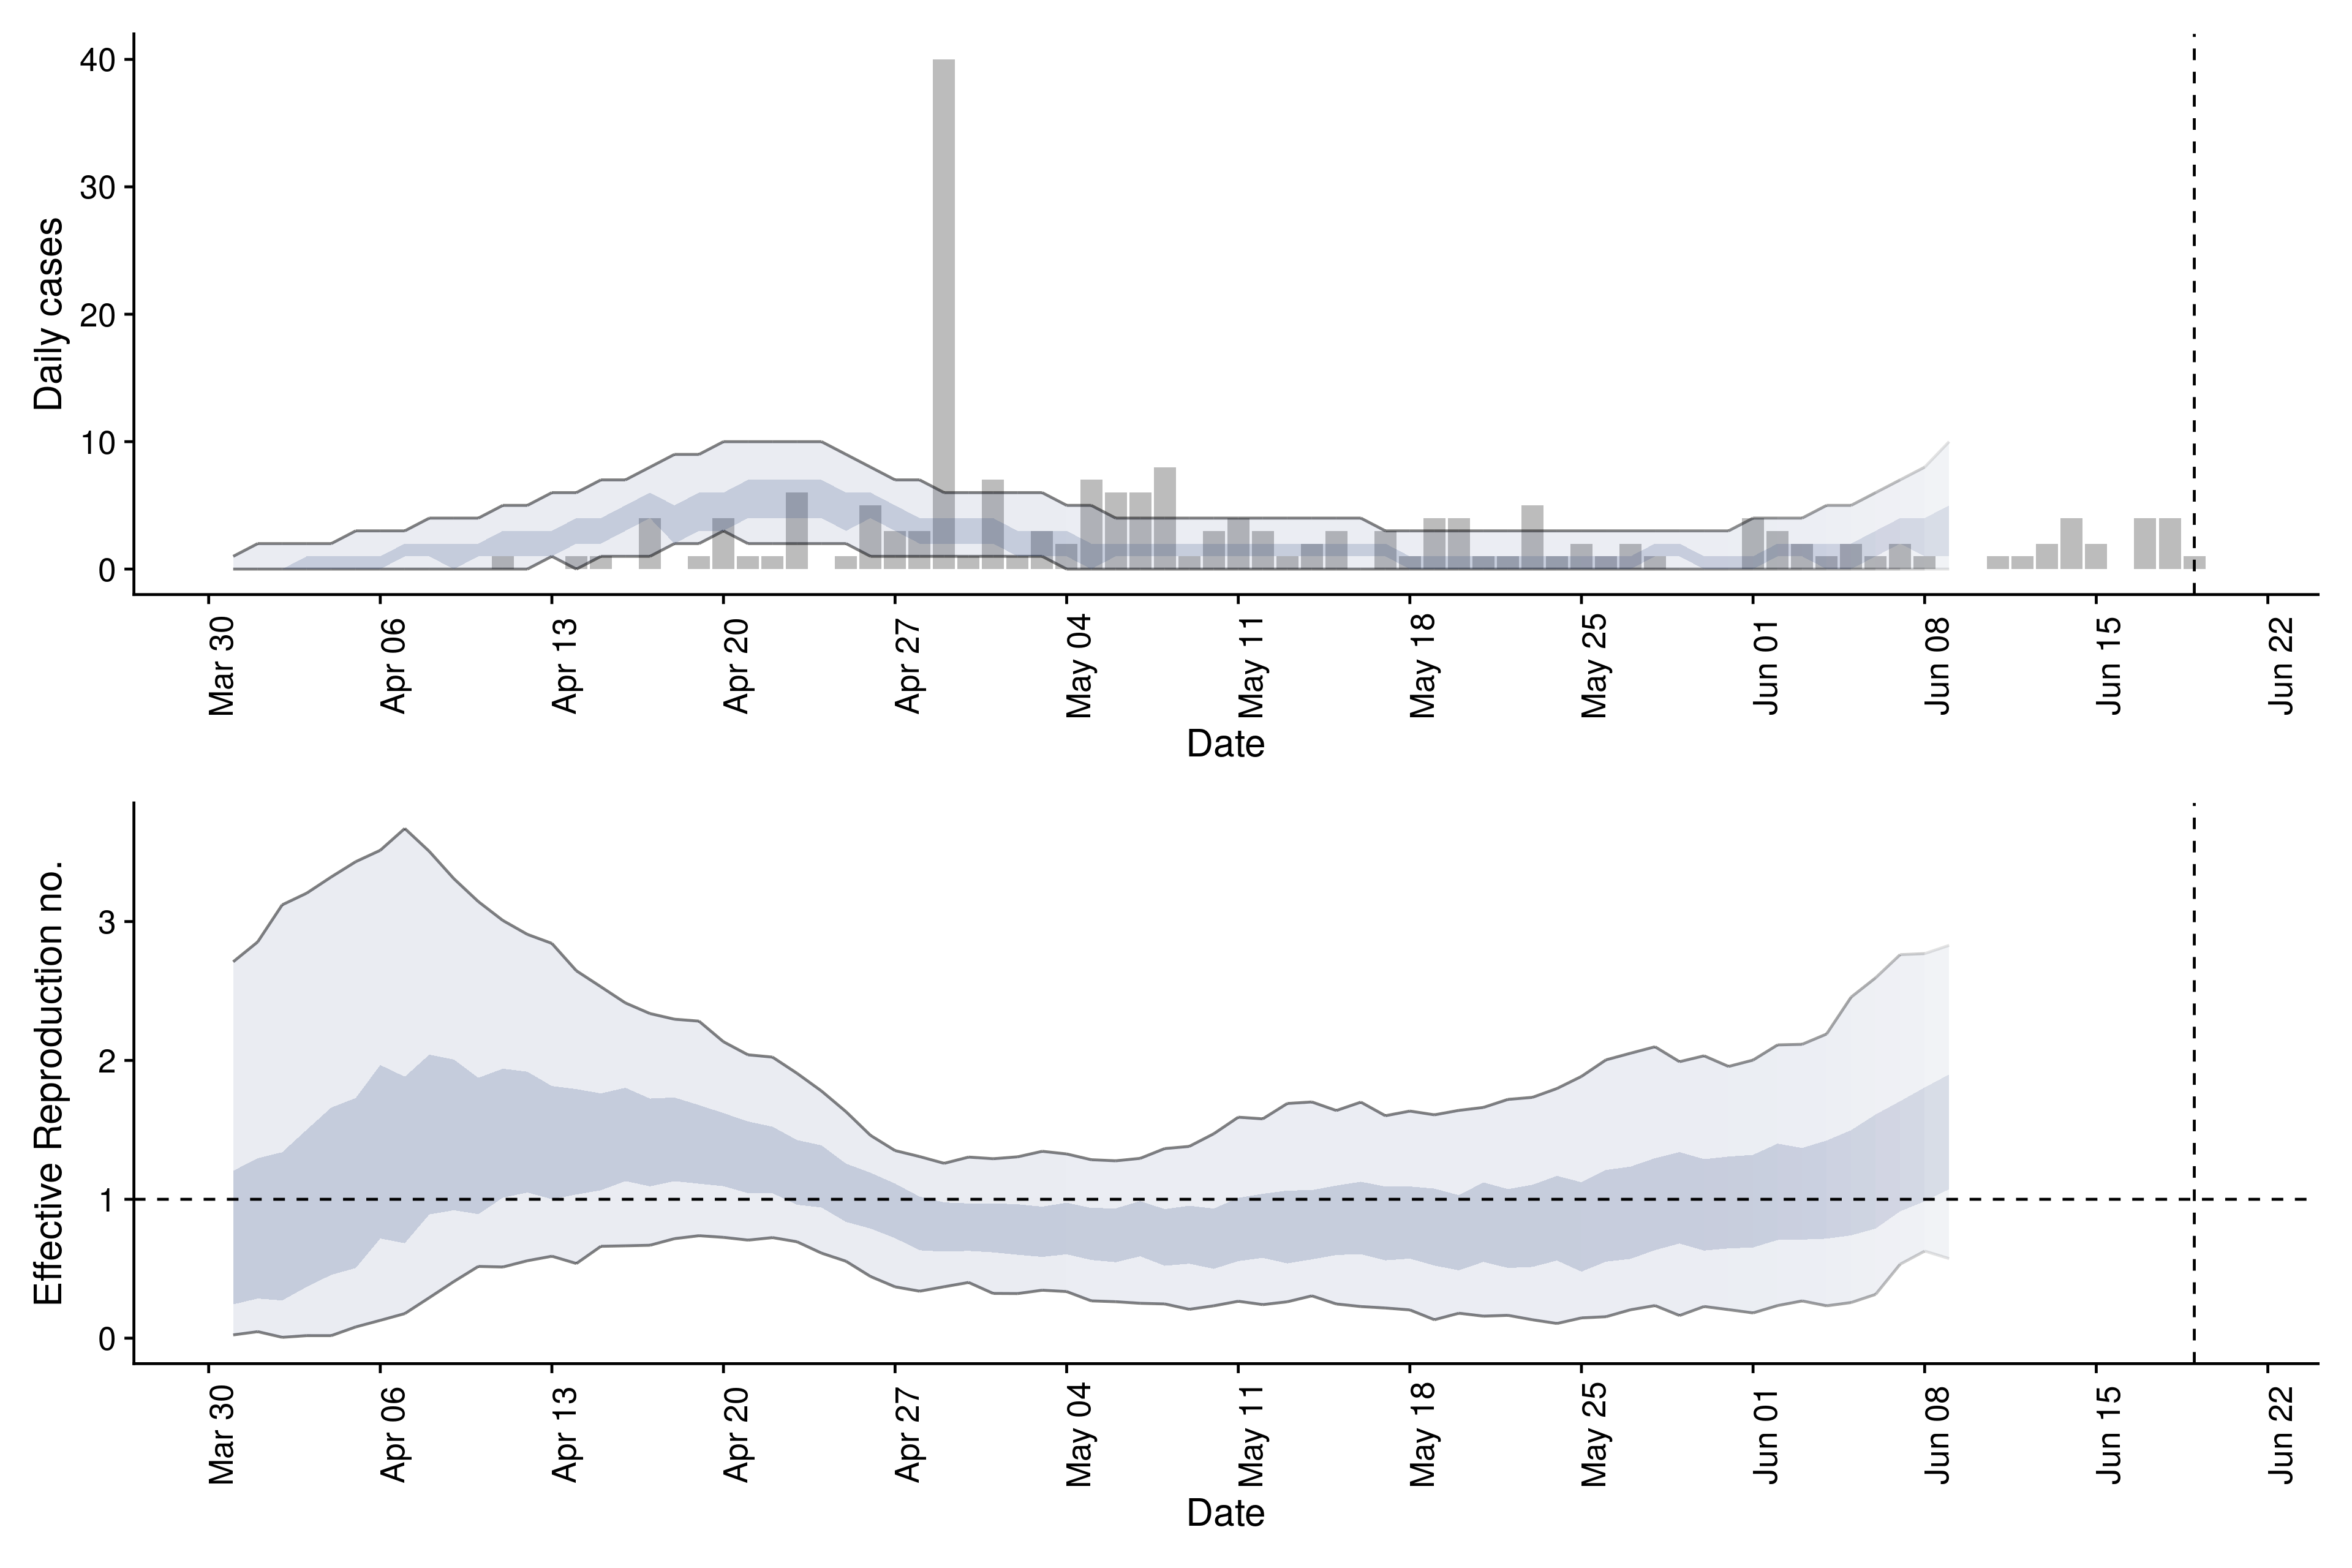 Daily cases
40
30
20
10
0
Mar 30
Apr 06
Apr 13
Apr 20
Apr 27
May 04
May 11
May 18
May 25
Jun 01
Jun 08
Jun 15
Jun 22
Date
Effective Reproduction no.
3
2
1
0
Mar 30
Apr 06
Apr 13
Apr 20
Apr 27
May 04
May 11
May 18
May 25
Jun 01
Jun 08
Jun 15
Jun 22
Date